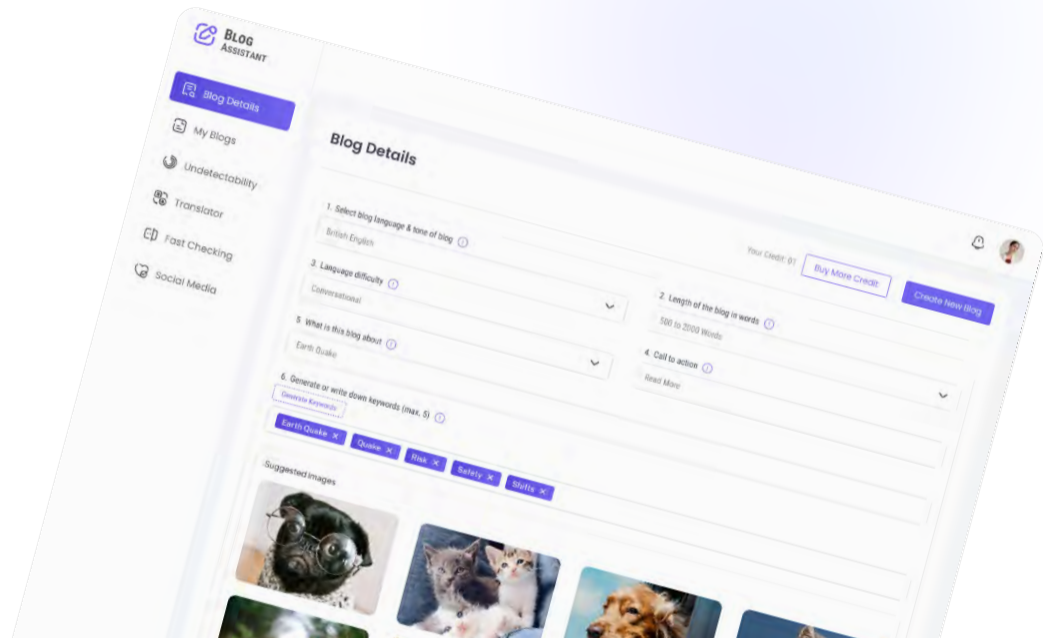 BLOG
ASSISTANT
Blog Details
My Blogs
Undetectability
Translator
Fast Checking
Social Media
Blog Details
Your Credit: 01
Buy More Credit
Create New Blog
1. Select blog language & tone of blog
British English
2. Length of the blog in words
500 to 2000 Words
3. Language difficulty
Conversational
4. Call to action
Read More
5. What is this blog about
Earth Quake
6. Generate or write down keywords (max. 5)
Generate Keywords
Earth Quake ×
Quake ×
Risk ×
Safety ×
Shifts ×
Suggested Images